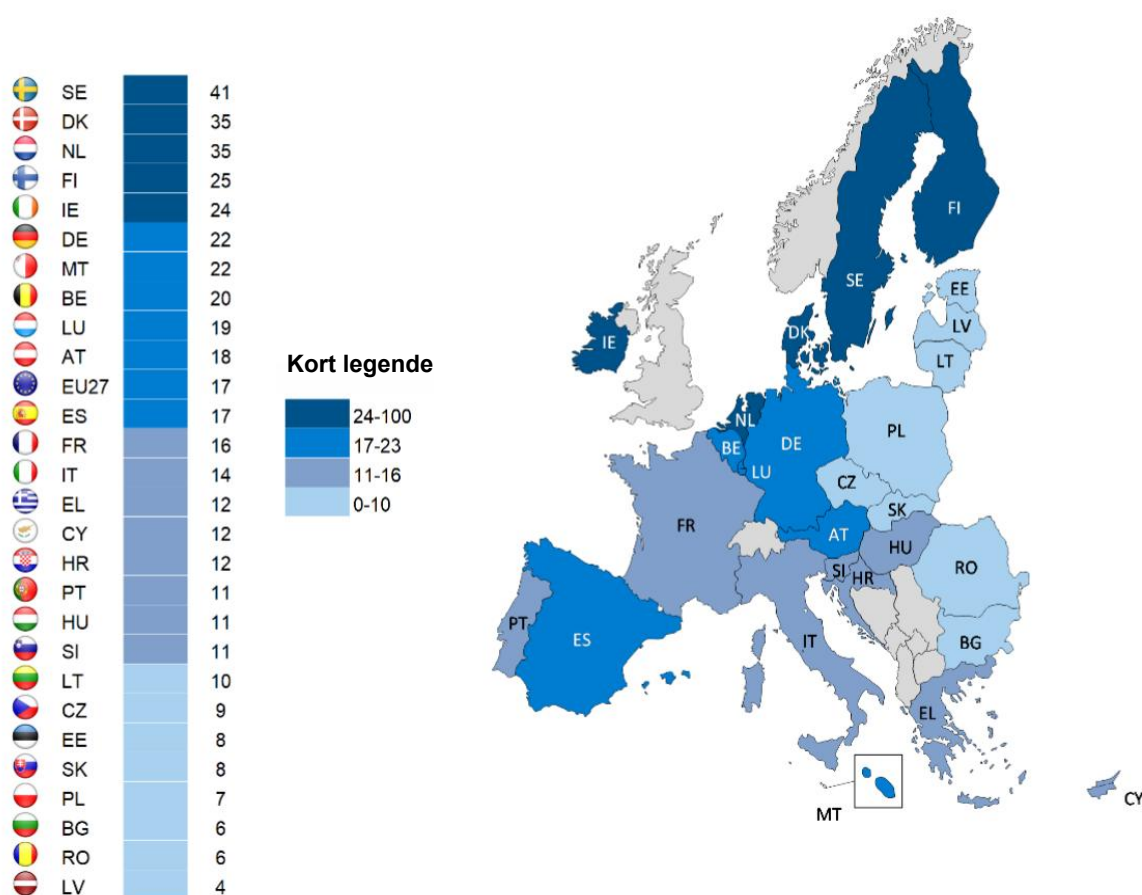 SE 41
DK 35
NL 35
FI 25
IE 24
DE 22
MT 22
BE 20
LU 19
AT 18
EU27 17
ES 17
FR 16
IT 14
EL 12
CY 12
HR 12
PT 11
HU 11
SI 11
LT 10
CZ 9
EE 8
SK 8
PL 7
BG 6
RO 6
LV 4
Kort legende
24-100
17-23
11-16
0-10
FI
SE
EE
LV
LT
DK
IE
NL
BE
DE
PL
LU
CZ
SK
FR
AT
HU
SI
HR
RO
PT
ES
IT
BG
EL
MT
CY